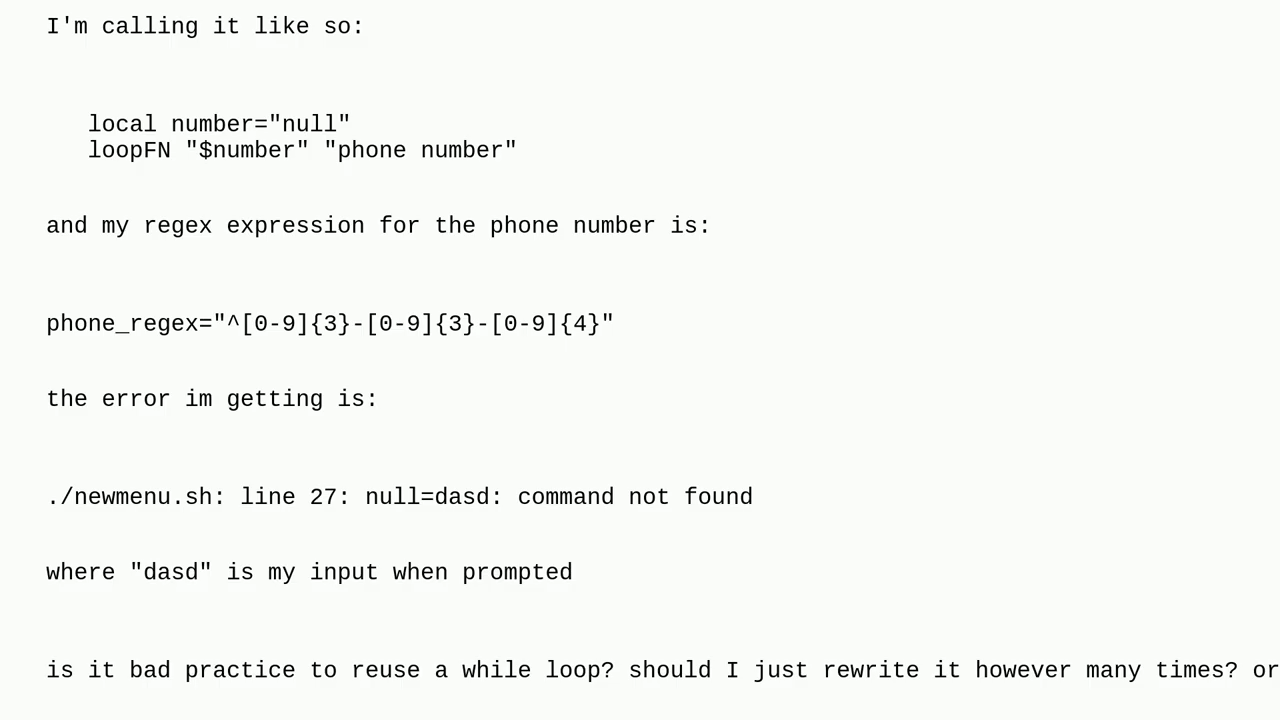 I'm calling it like so:
local number="null"
loopFN "$number" "phone number"
and my regex expression for the phone number is:
phone_regex="^[0-9]{3}-[0-9]{3}-[0-9]{4}"
the error im getting is:
./newmenu.sh: line 27: null=dasd: command not found
where "dasd" is my input when prompted
is it bad practice to reuse a while loop? should I just rewrite it however many times? or